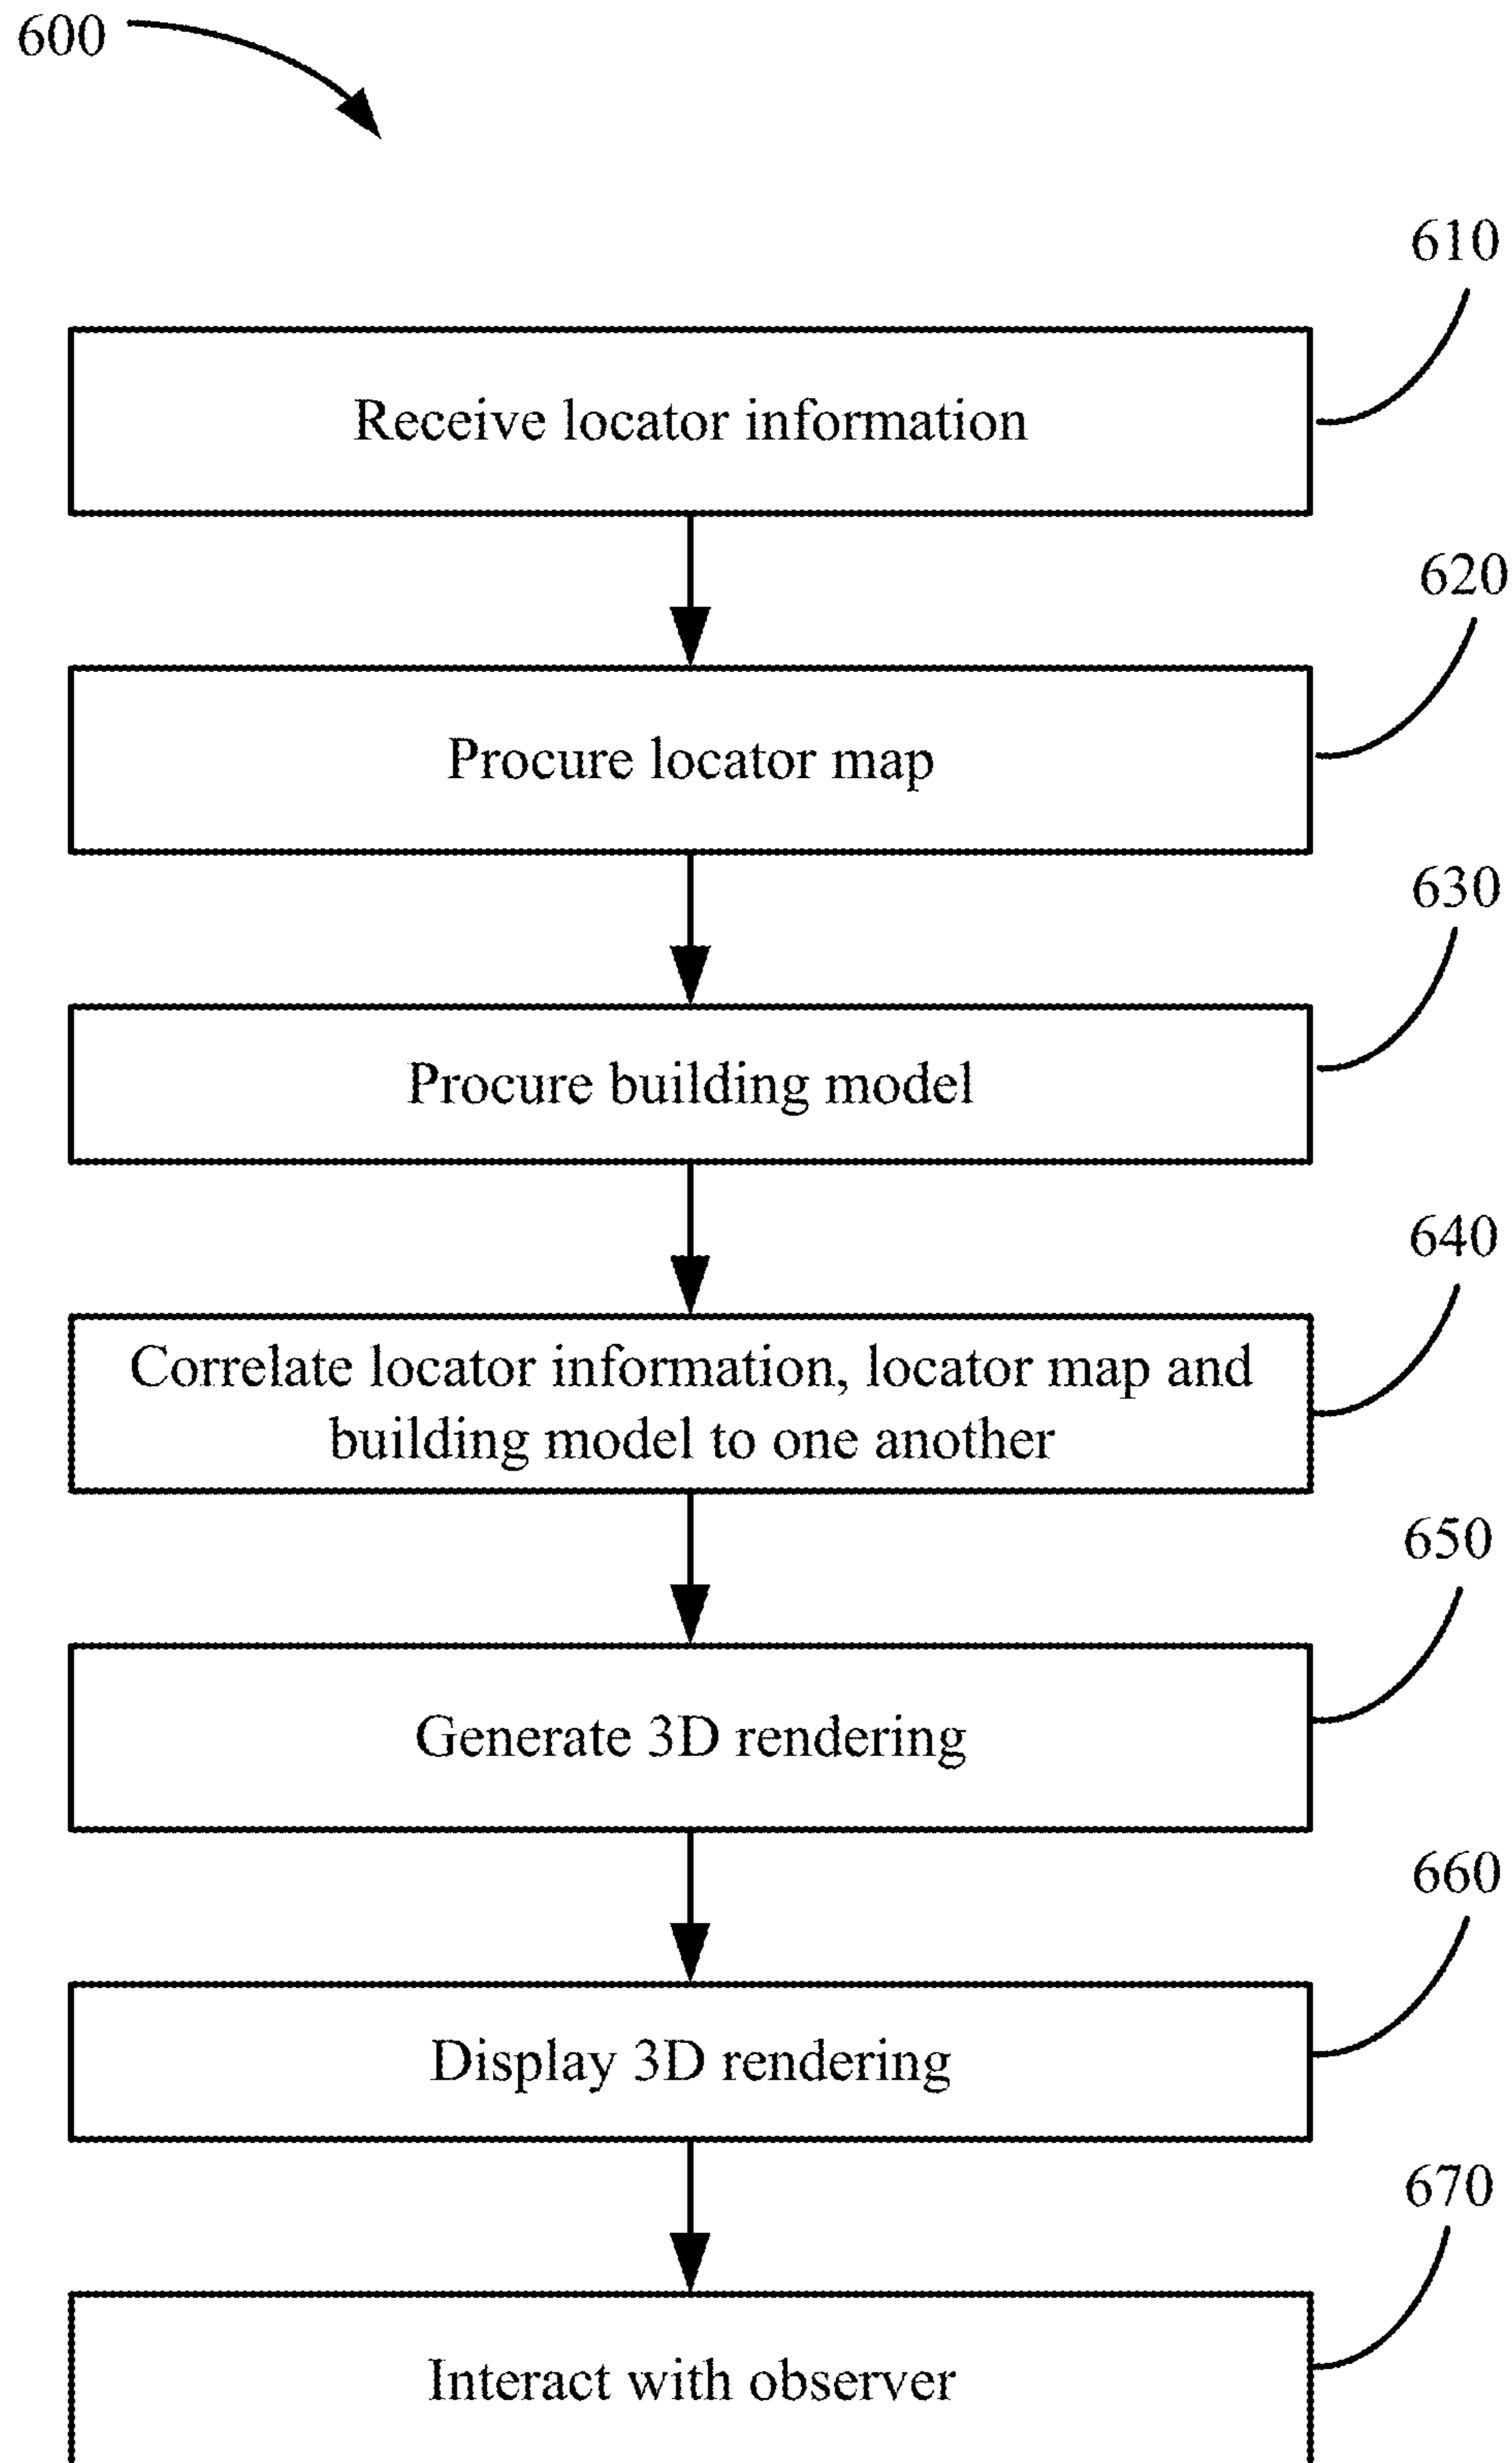 600
610
Receive locator information
620
Procure locator map
630
Procure building model
640
Correlate locator information, locator map and
building model to one another
650
Generate 3D rendering
660
Display 3D rendering
670
Interact with observer